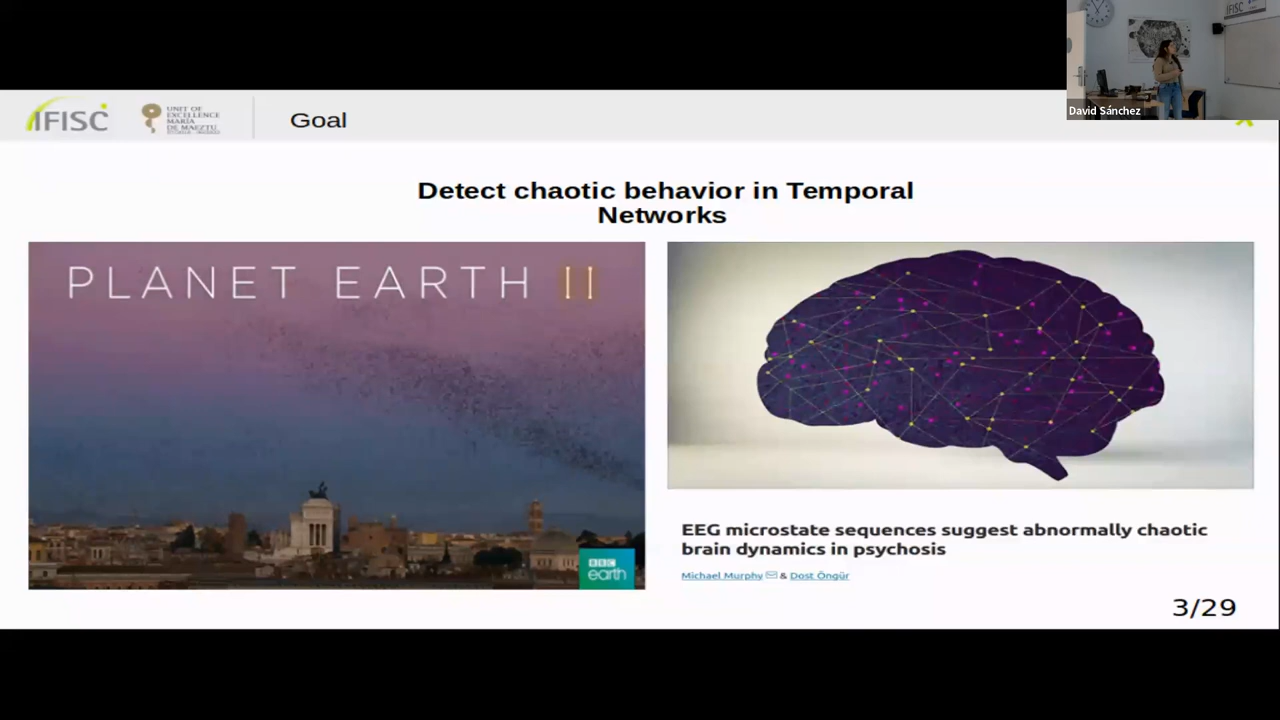 IFISC
UNIT OF
EXCELLENCE
MARÍA
DE MAEZTU
Goal
IFISC
David Sánchez
Detect chaotic behavior in Temporal
Networks
PLANET EARTH II
BBC
earth
EEG microstate sequences suggest abnormally chaotic
brain dynamics in psychosis
Michael Murphy & Dost Öngür
3/29